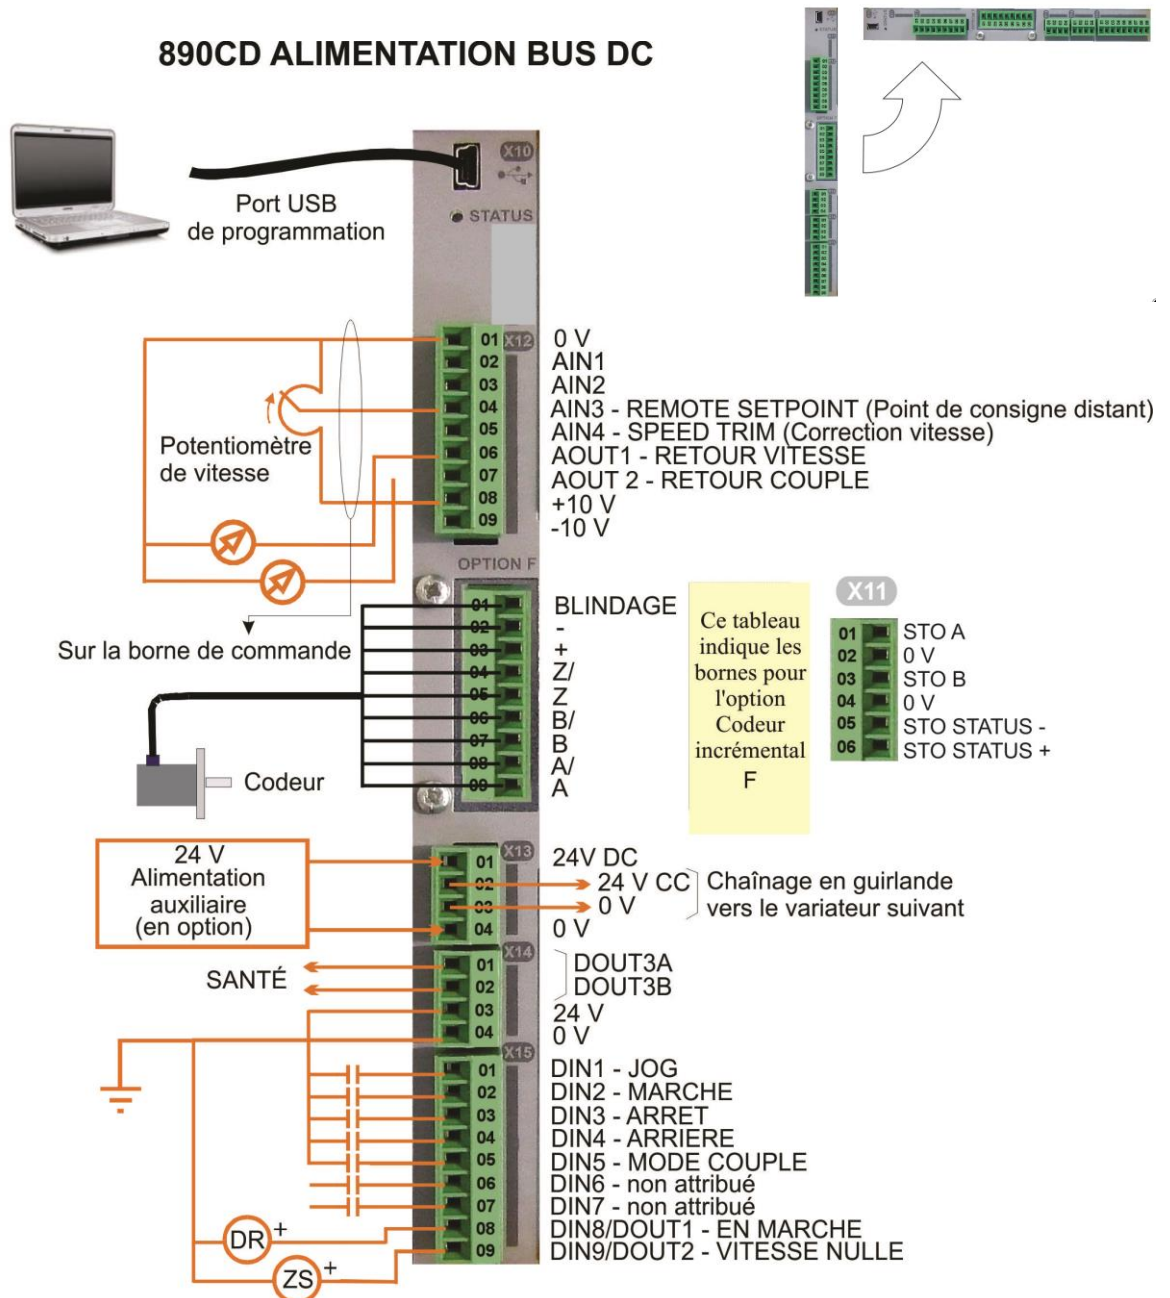 890CD ALIMENTATION BUS DC
X10
Port USB
de programmation
STATUS
X12
01 0 V
02 AIN1
03 AIN2
04 AIN3 - REMOTE SETPOINT (Point de consigne distant)
05 AIN4 - SPEED TRIM (Correction vitesse)
06 AOUT1 - RETOUR VITESSE
07 AOUT 2 - RETOUR COUPLE
08 +10 V
09 -10 V
Potentiomètre
de vitesse
Sur la borne de commande
OPTION F
01 BLINDAGE
02 -
03 +
04 Z/
05 Z
06 B/
07 B
08 A/
09 A
Codeur
Ce tableau
indique les
bornes pour
l'option
Codeur
incrémental
F
X11
01 STO A
02 0 V
03 STO B
04 0 V
05 STO STATUS -
06 STO STATUS +
24 V
Alimentation
auxiliaire
(en option)
X13
01 24V DC
02 24 V CC
03 0 V
04 0 V
Chaînage en guirlande
vers le variateur suivant
SANTÉ
X14
01 DOUT3A
02 DOUT3B
03 24 V
04 0 V
X15
01 DIN1 - JOG
02 DIN2 - MARCHE
03 DIN3 - ARRET
04 DIN4 - ARRIERE
05 DIN5 - MODE COUPLE
06 DIN6 - non attribué
07 DIN7 - non attribué
08 DIN8/DOUT1 - EN MARCHE
09 DIN9/DOUT2 - VITESSE NULLE
DR +
ZS +